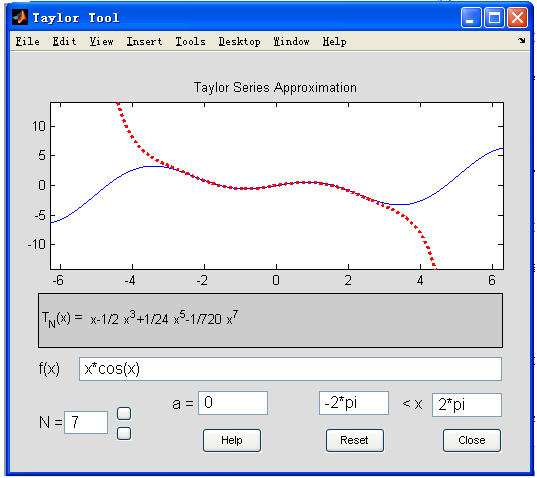 Taylor Tool
File Edit View Insert Tools Desktop Window Help
Taylor Series Approximation
10
5
0
-5
-10
-6 -4 -2 0 2 4 6
T_N(x) = x-1/2 x^3+1/24 x^5-1/720 x^7
f(x) x*cos(x)
N = 7 a = 0 -2*pi < x 2*pi
Help Reset Close